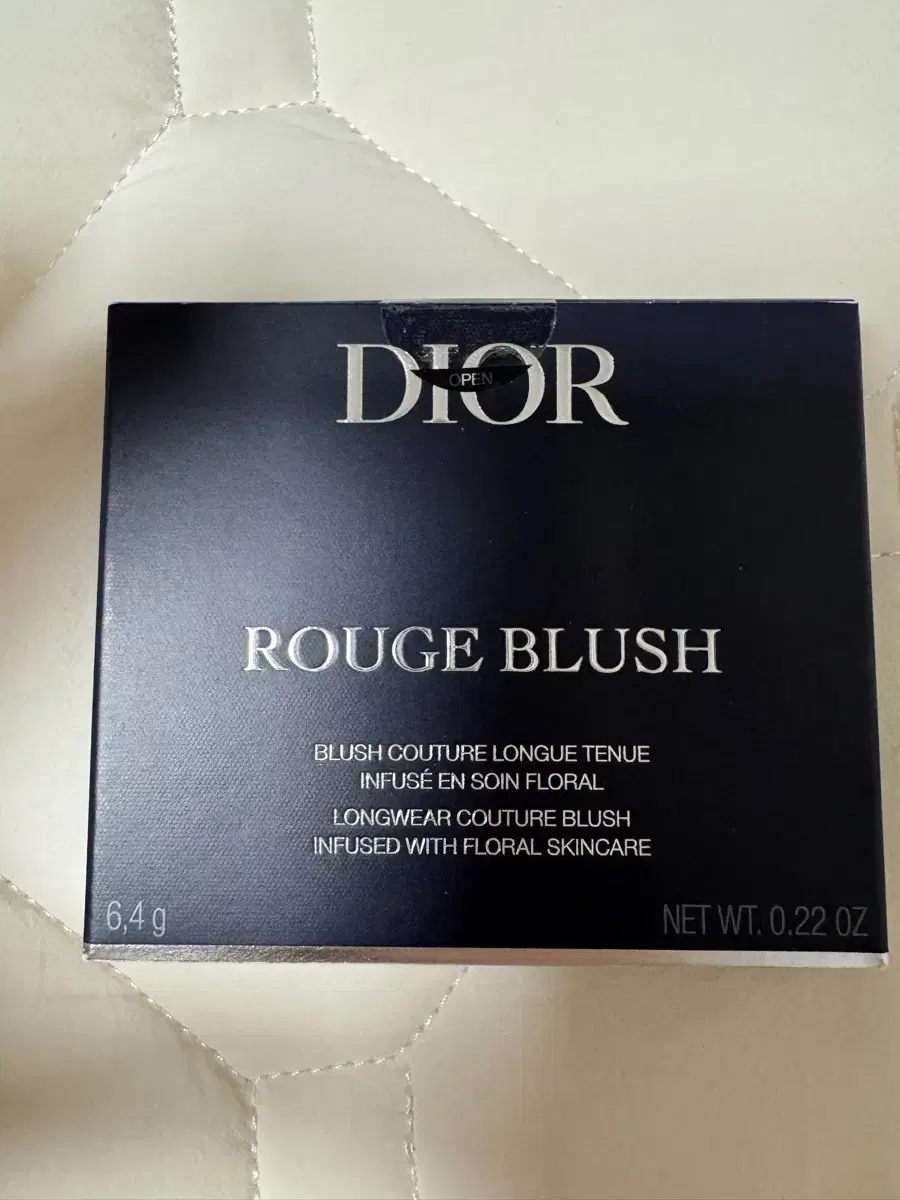 DIOR
OPEN
ROUGE BLUSH
BLUSH COUTURE LONGUE TENUE
INFUSÉ EN SOIN FLORAL
LONGWEAR COUTURE BLUSH
INFUSED WITH FLORAL SKINCARE
6,4 g
NET WT. 0.22 OZ